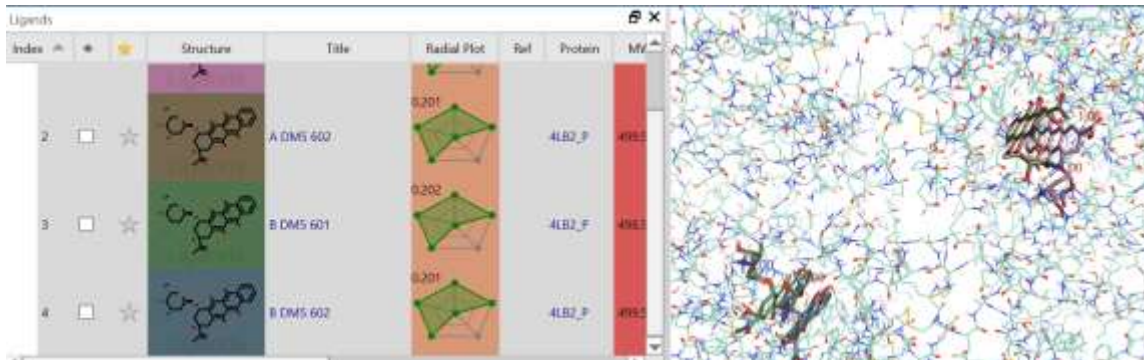 Ligands
Index Structure Title Radial Plot Ref Protein MW
0.201
2 A DMS 602 4LB2_P
0.202
3 B DMS 601 4LB2_P
0.201
4 B DMS 602 4LB2_P